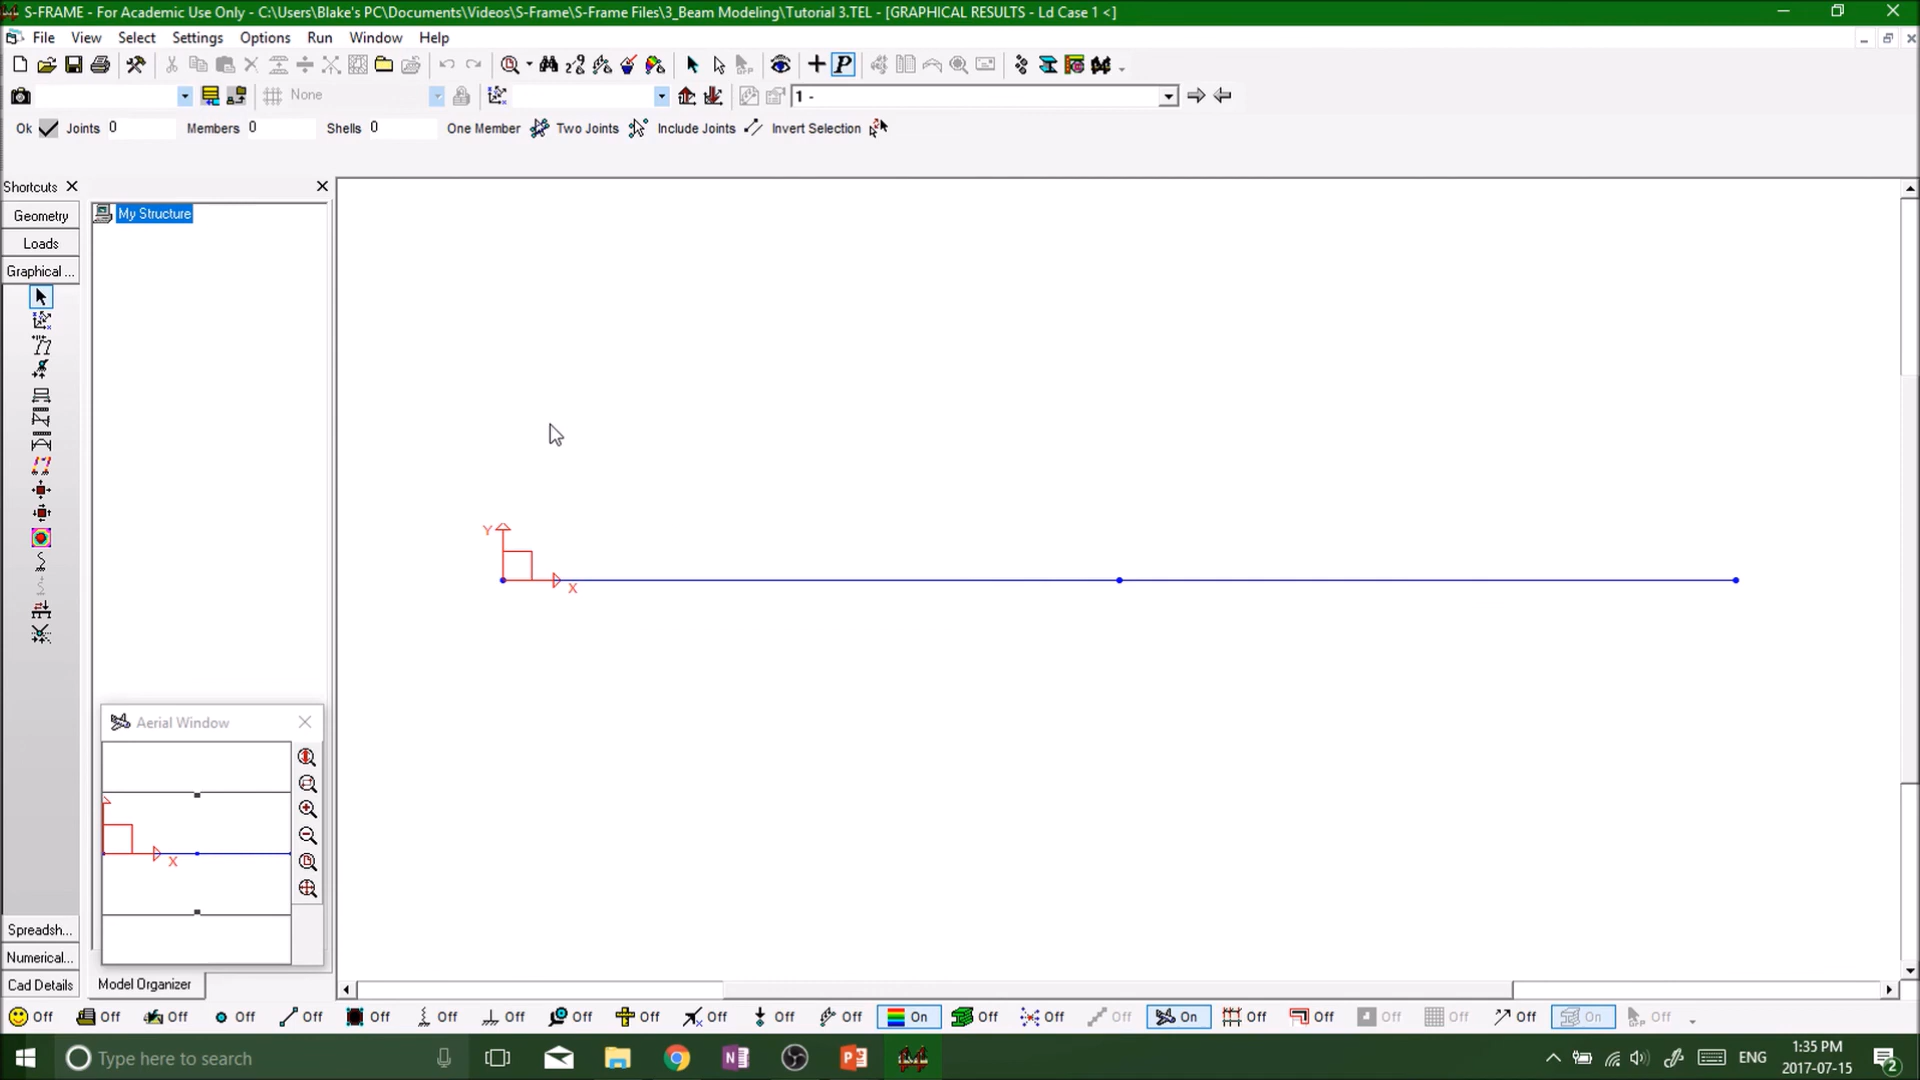 S-FRAME - For Academic Use Only - C:\Users\Blake's PC\Documents\Videos\S-Frame\S-Frame Files\3_Beam Modeling\Tutorial 3.TEL - [GRAPHICAL RESULTS - Ld Case 1 <]
File View Select Settings Options Run Window Help
P
None 1 -
Ok Joints 0 Members 0 Shells 0 One Member Two Joints Include Joints Invert Selection
Shortcuts
Geometry
My Structure
Loads
Graphical ...
Y
X
Aerial Window
X
Spreadsh...
Numerical...
Cad Details
Model Organizer
Off Off Off Off Off Off Off Off Off Off Off Off Off On Off Off Off On Off Off Off Off Off On Off
Type here to search
ENG
1:35 PM
2017-07-15
2